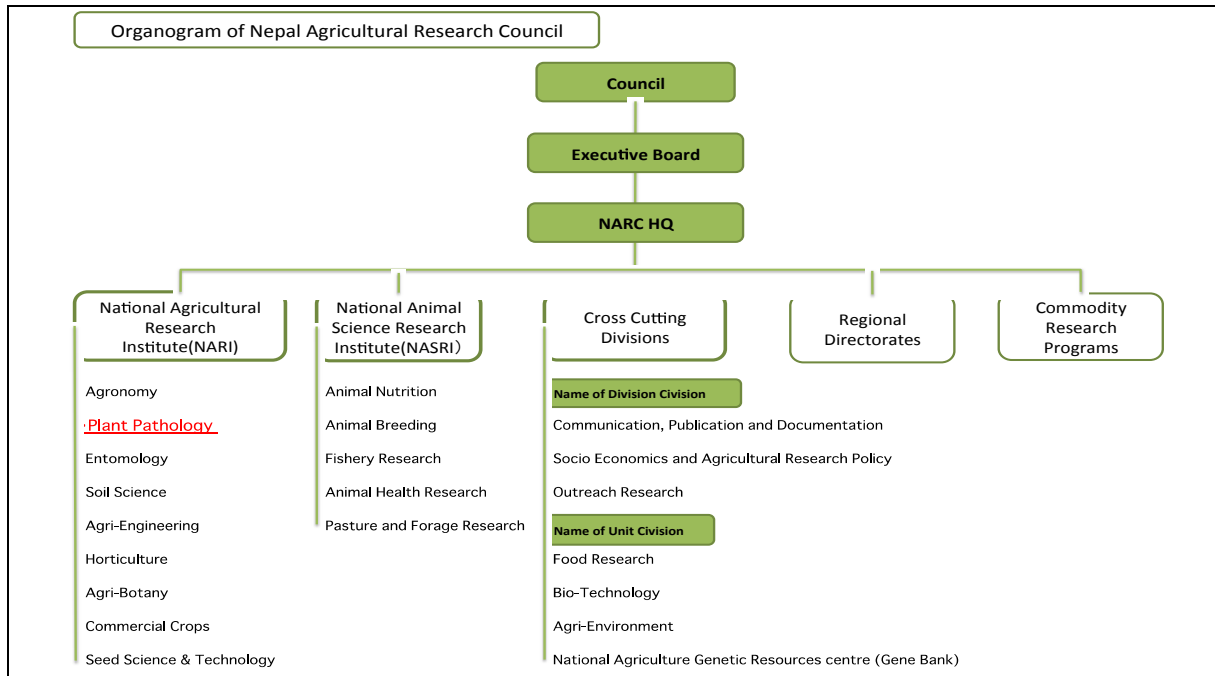 Organogram of Nepal Agricultural Research Council
Council
Executive Board
NARC HQ
National Agricultural
Research
Institute(NARI)
National Animal
Science Research
Institute(NASRI）
Cross Cutting
Divisions
Regional
Directorates
Commodity
Research
Programs
Agronomy
·Plant Pathology
Entomology
Soil Science
Agri-Engineering
Horticulture
Agri-Botany
Commercial Crops
Seed Science & Technology
Animal Nutrition
Animal Breeding
Fishery Research
Animal Health Research
Pasture and Forage Research
Name of Division Civision
Communication, Publication and Documentation
Socio Economics and Agricultural Research Policy
Outreach Research
Name of Unit Civision
Food Research
Bio-Technology
Agri-Environment
National Agriculture Genetic Resources centre (Gene Bank)